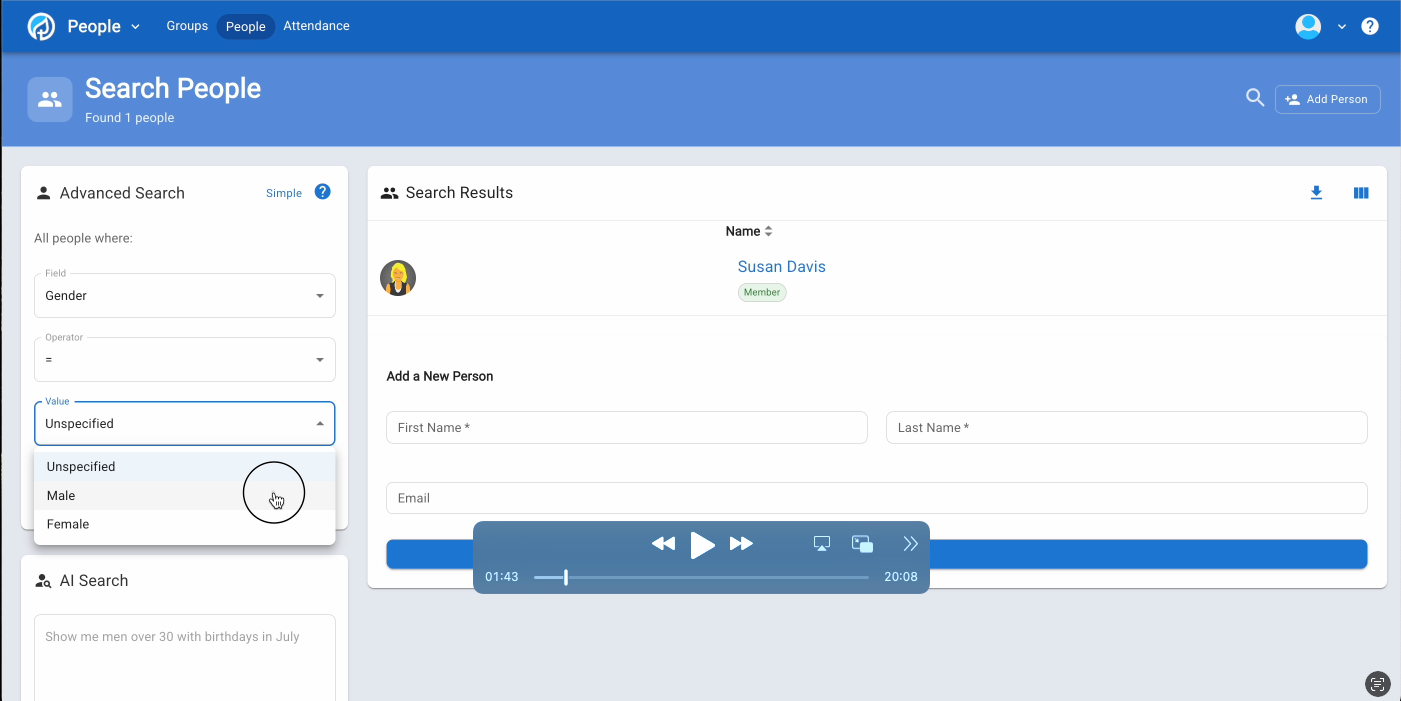 People
Groups
People
Attendance
?
Search People
Found 1 people
Add Person
Advanced Search
Simple
?
All people where:
Field
Gender
Operator
=
Value
Unspecified
Unspecified
Male
Female
AI Search
Show me men over 30 with birthdays in July
Search Results
Name
Susan Davis
Member
Add a New Person
First Name *
Last Name *
Email
01:43
20:08